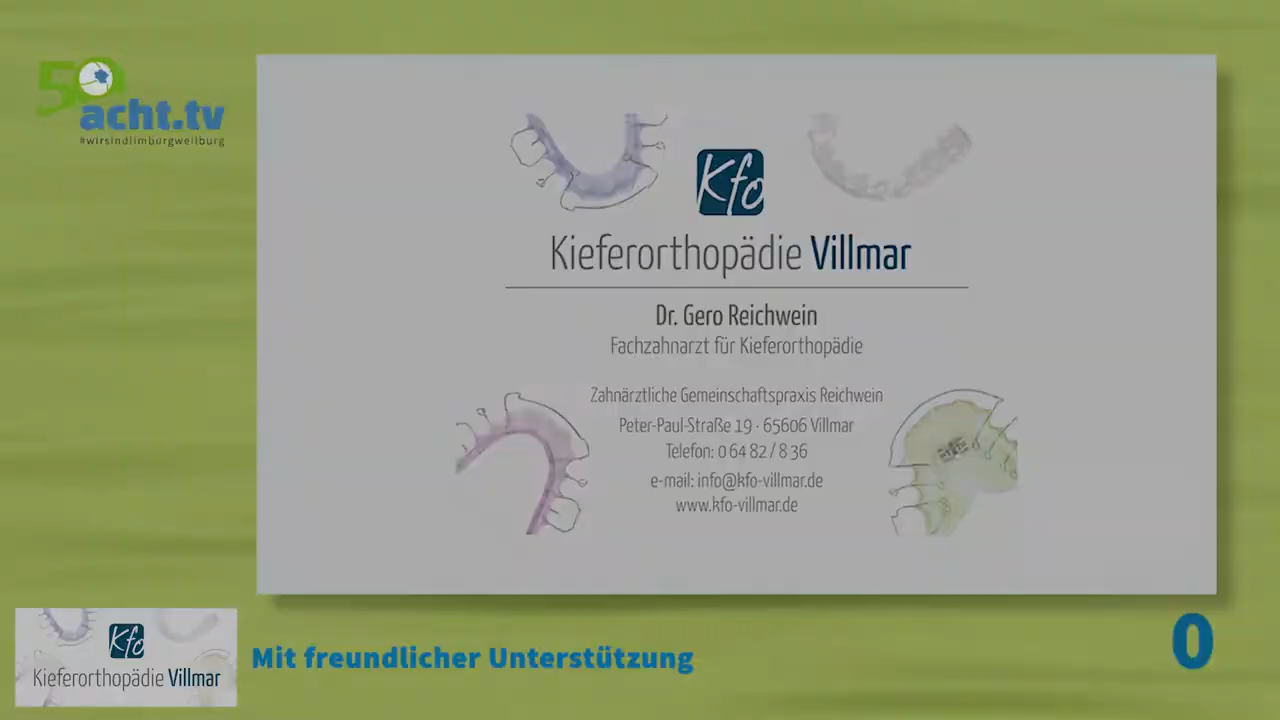 50
acht.tv
#wirsindlimburgweilburg
Kfo
Kieferorthopädie Villmar
Dr. Gero Reichwein
Fachzahnarzt für Kieferorthopädie
Zahnärztliche Gemeinschaftspraxis Reichwein
Peter-Paul-Straße 19 · 65606 Villmar
Telefon: 0 64 82 / 8 36
e-mail: info@kfo-villmar.de
www.kfo-villmar.de
Kfo
Kieferorthopädie Villmar
Mit freundlicher Unterstützung
0